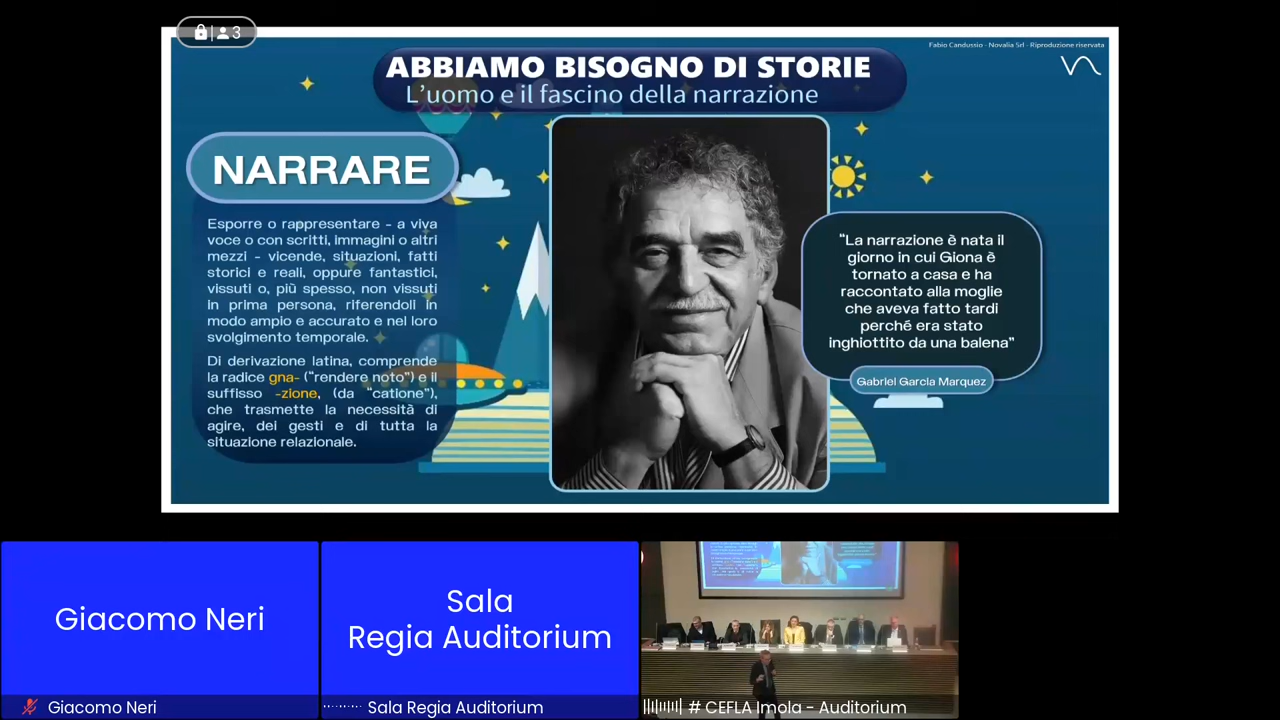 3
Fabio Candussio - Novalia Srl - Riproduzione riservata
ABBIAMO BISOGNO DI STORIE
L'uomo e il fascino della narrazione
NARRARE
Esporre o rappresentare - a viva
voce o con scritti, immagini o altri
mezzi - vicende, situazioni, fatti
storici e reali, oppure fantastici,
vissuti o, più spesso, non vissuti
in prima persona, riferendoli in
modo ampio e accurato e nel loro
svolgimento temporale.
Di derivazione latina, comprende
la radice gna- ("rendere noto") e il
suffisso -zione, (da "catione"),
che trasmette la necessità di
agire, dei gesti e di tutta la
situazione relazionale.
"La narrazione è nata il
giorno in cui Giona è
tornato a casa e ha
raccontato alla moglie
che aveva fatto tardi
perché era stato
inghiottito da una balena"
Gabriel Garcia Marquez
Giacomo Neri
Sala
Regia Auditorium
Giacomo Neri
Sala Regia Auditorium
# CEFLA Imola - Auditorium